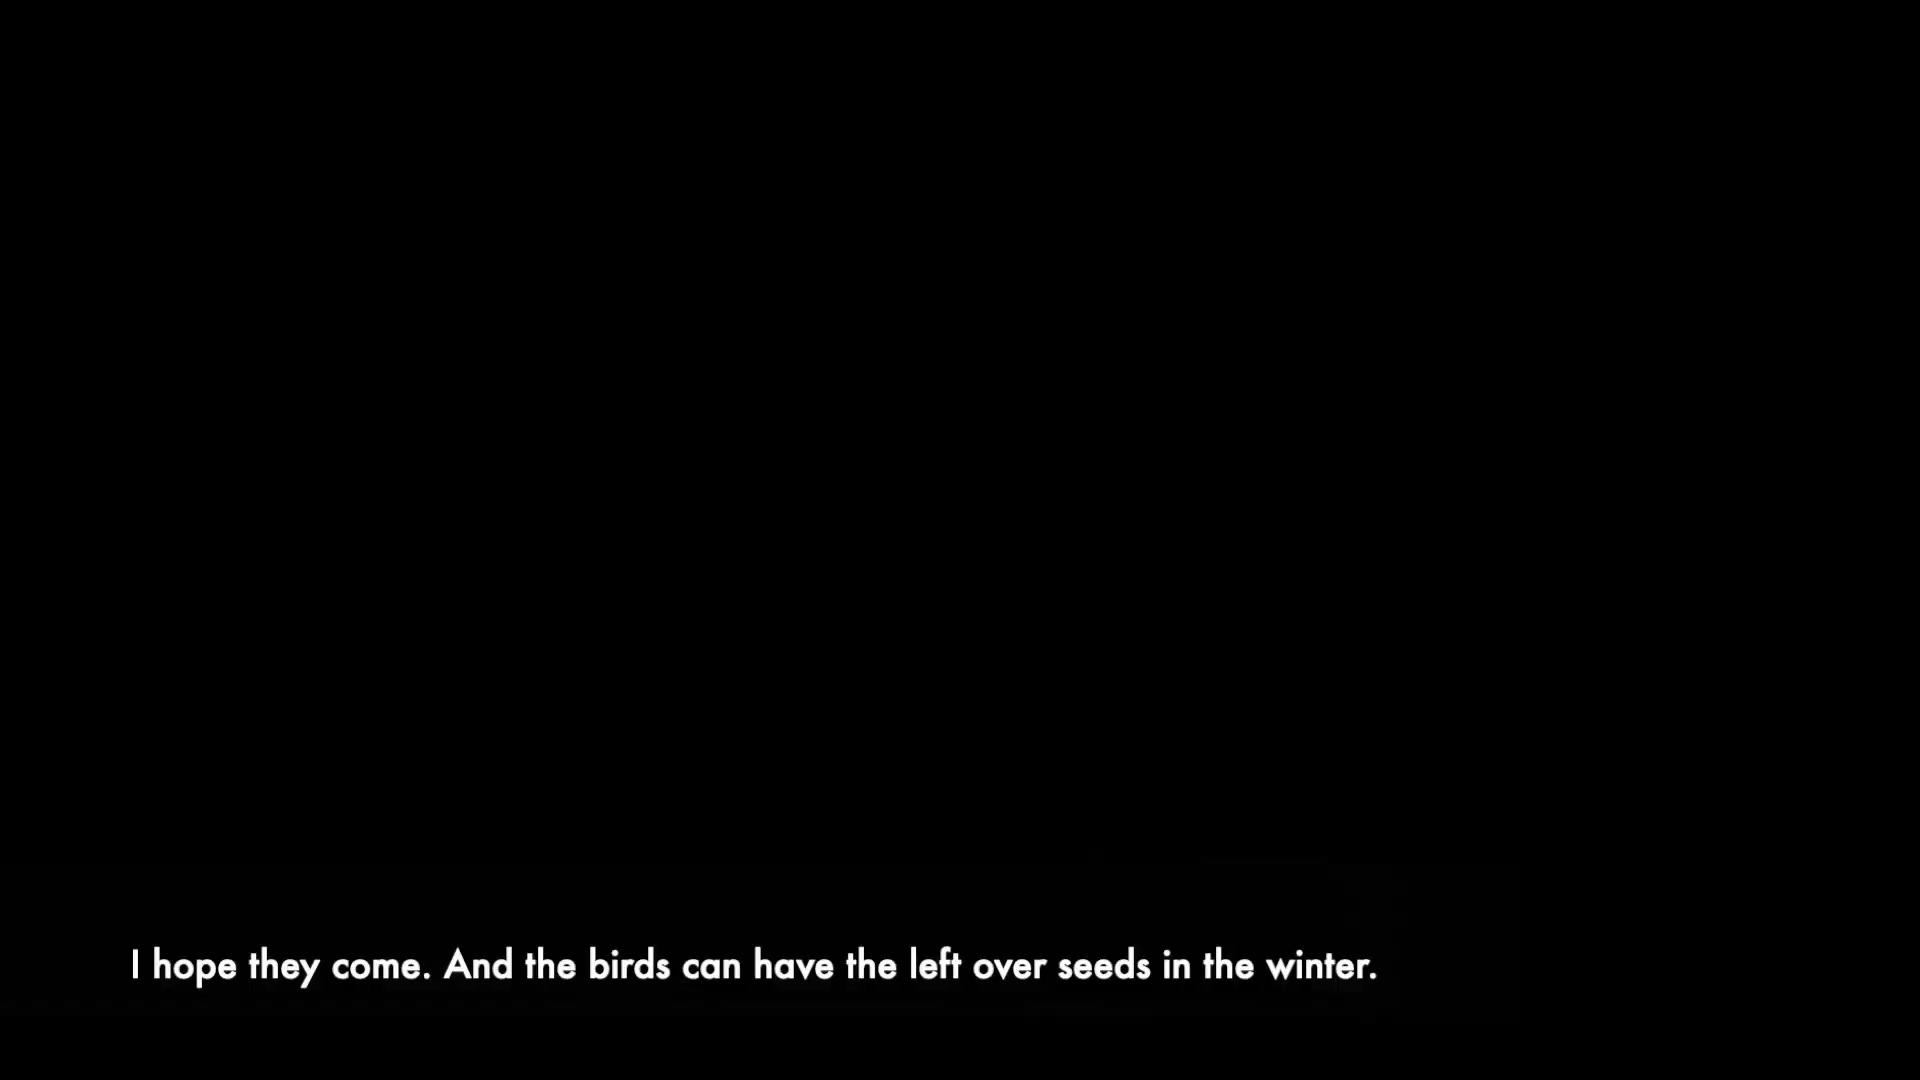 I hope they come. And the birds can have the left over seeds in the winter.